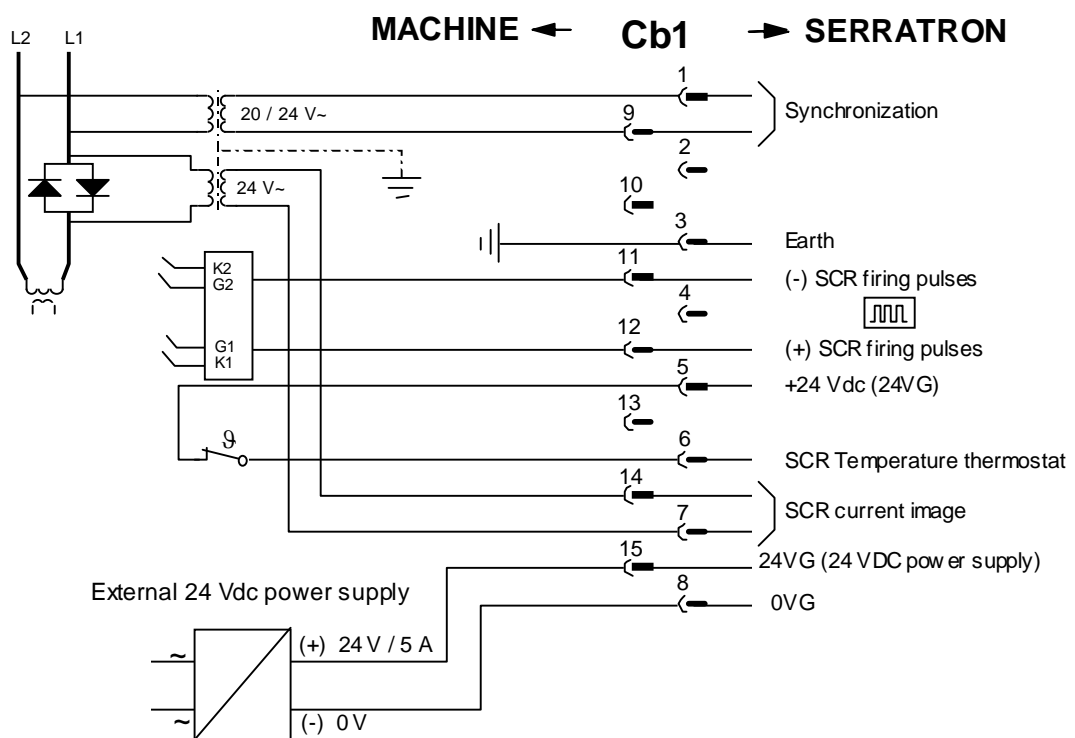 MACHINE Cb1 SERRATRON
L2 L1
1
20 / 24 V~
9
Synchronization
2
24 V~
10
3
Earth
K2
G2
11
(-) SCR firing pulses
4
G1
K1
12
(+) SCR firing pulses
5
+24 Vdc (24VG)
13
ϑ
6
SCR Temperature thermostat
14
SCR current image
7
15
24VG (24 VDC power supply)
External 24 Vdc power supply
8
0VG
(+) 24 V / 5 A
~
~
(-) 0 V